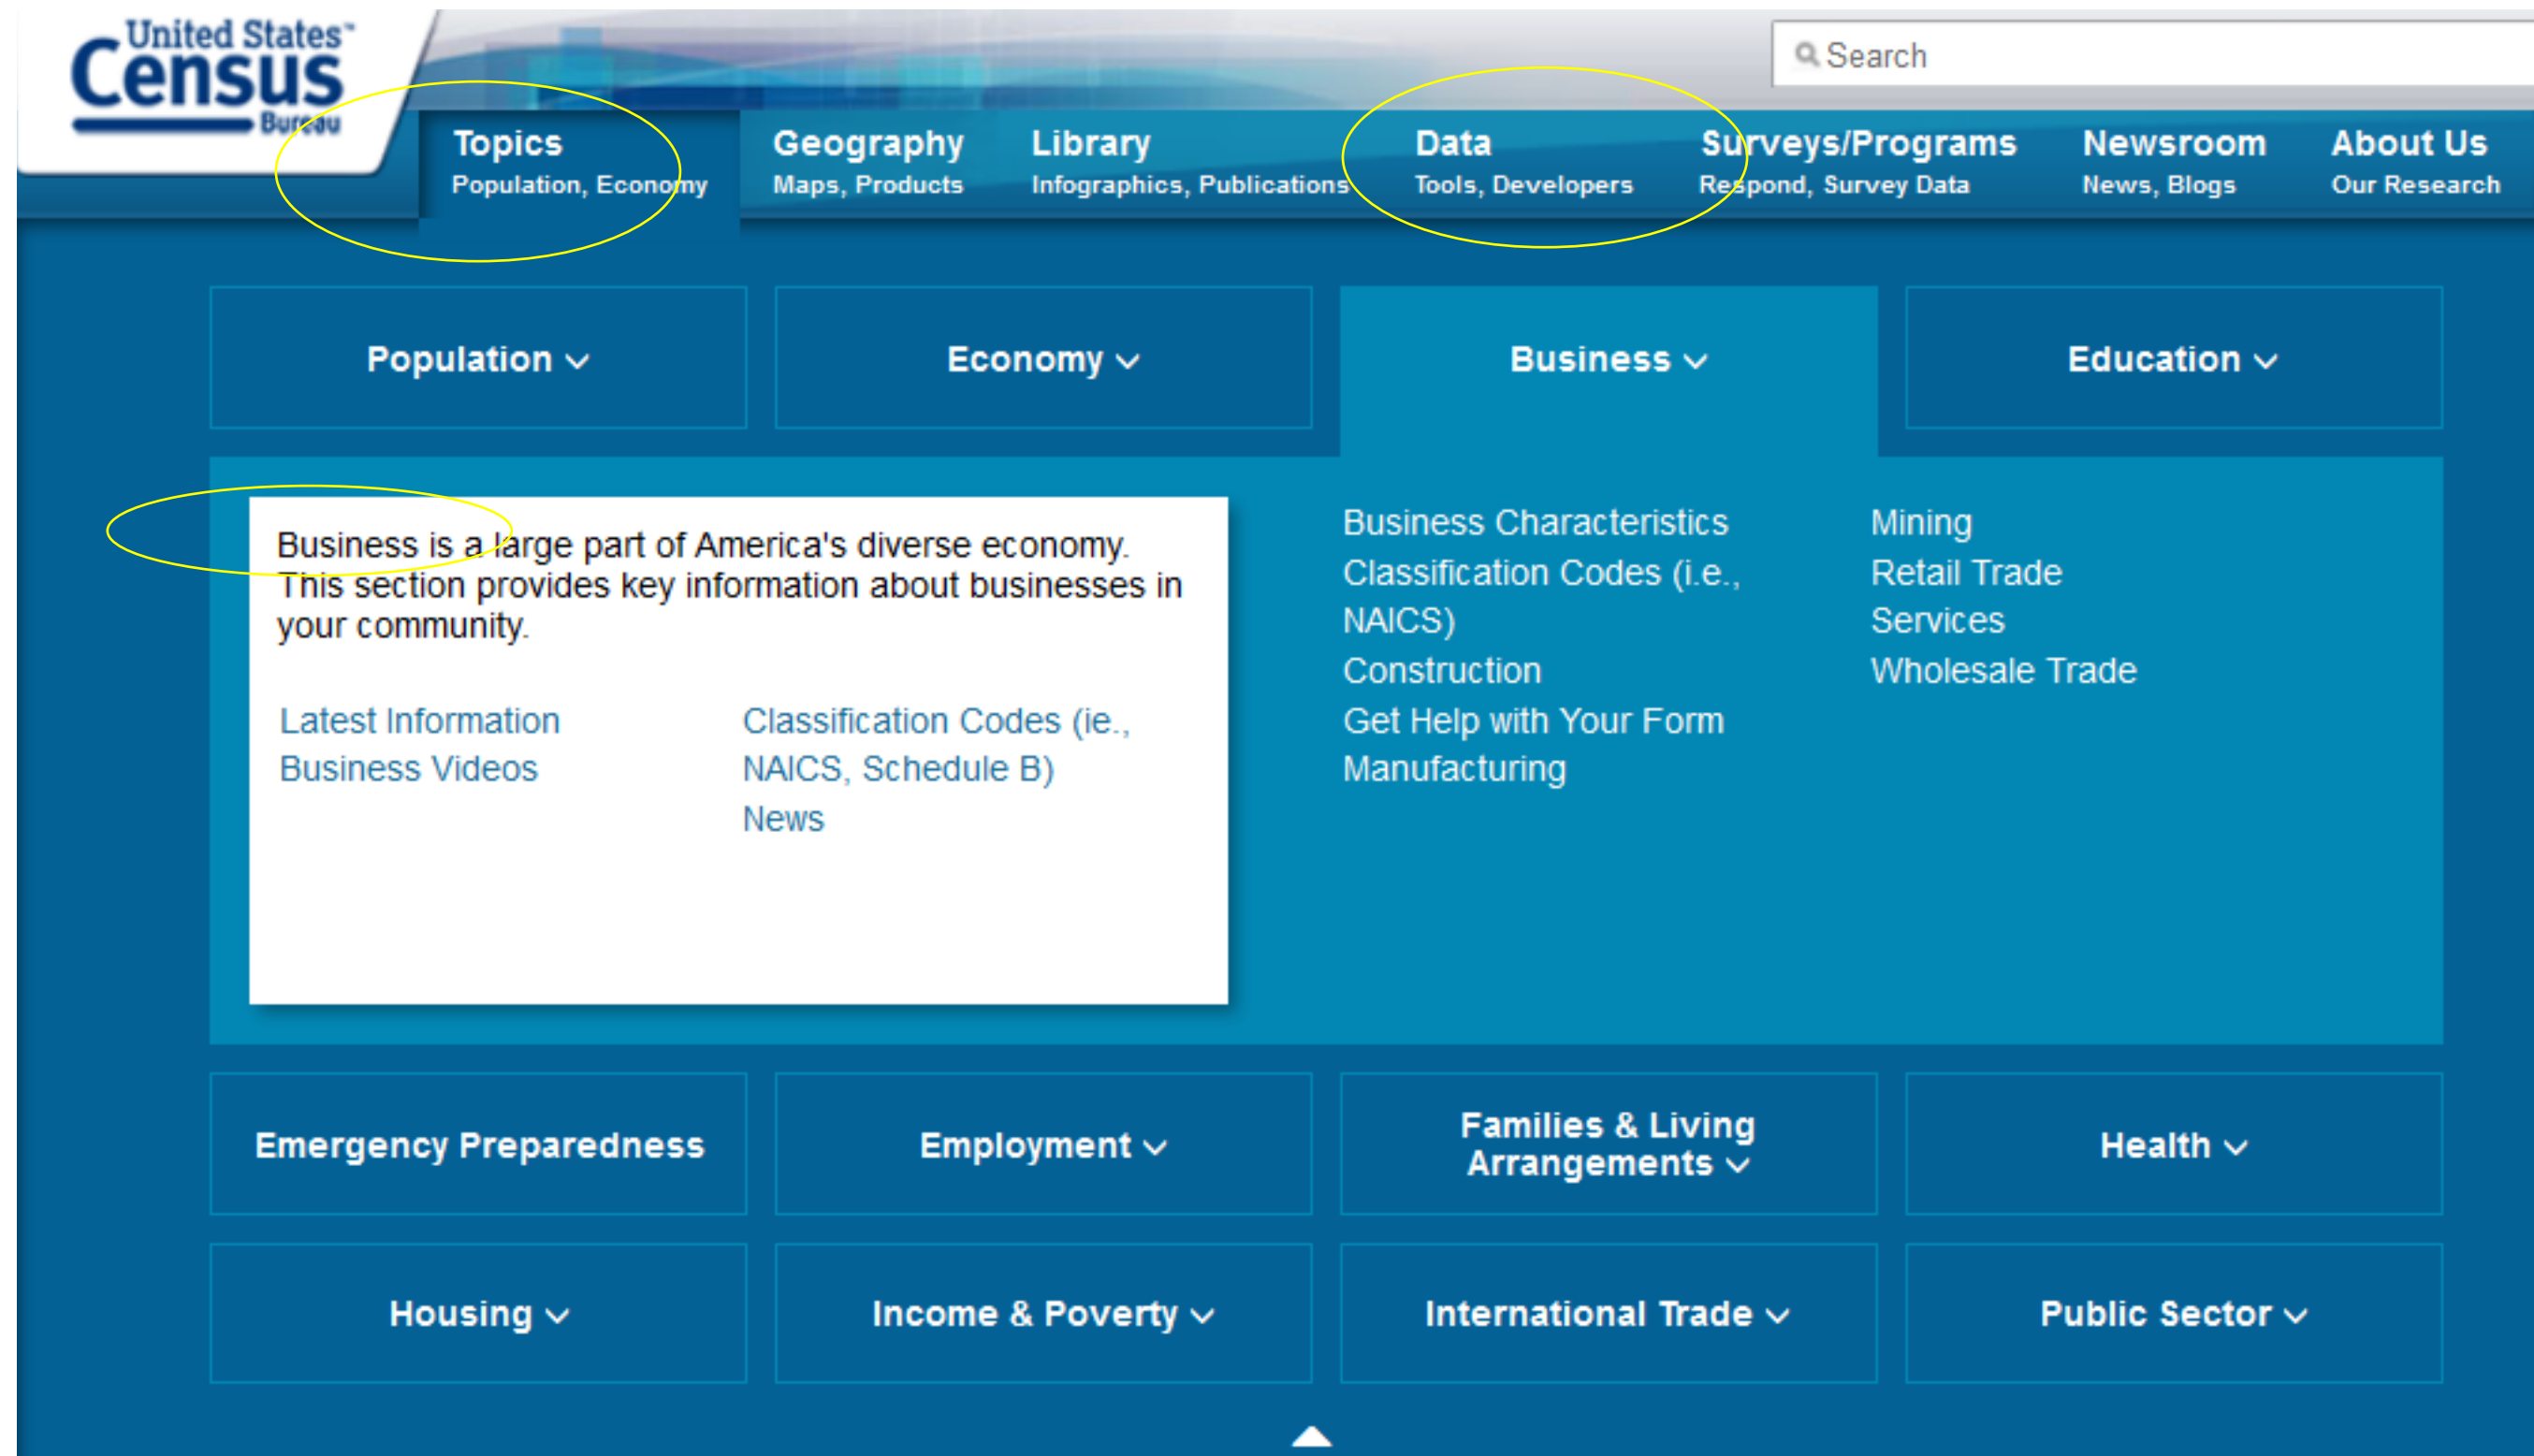 United States™
Census
Bureau
Search
Topics
Population, Economy
Geography
Maps, Products
Library
Infographics, Publications
Data
Tools, Developers
Surveys/Programs
Respond, Survey Data
Newsroom
News, Blogs
About Us
Our Research
Population
Economy
Business
Education
Business is a large part of America's diverse economy.
This section provides key information about businesses in
your community.
Latest Information
Business Videos
Classification Codes (ie.,
NAICS, Schedule B)
News
Business Characteristics
Classification Codes (i.e.,
NAICS)
Construction
Get Help with Your Form
Manufacturing
Mining
Retail Trade
Services
Wholesale Trade
Emergency Preparedness
Employment
Families & Living
Arrangements
Health
Housing
Income & Poverty
International Trade
Public Sector